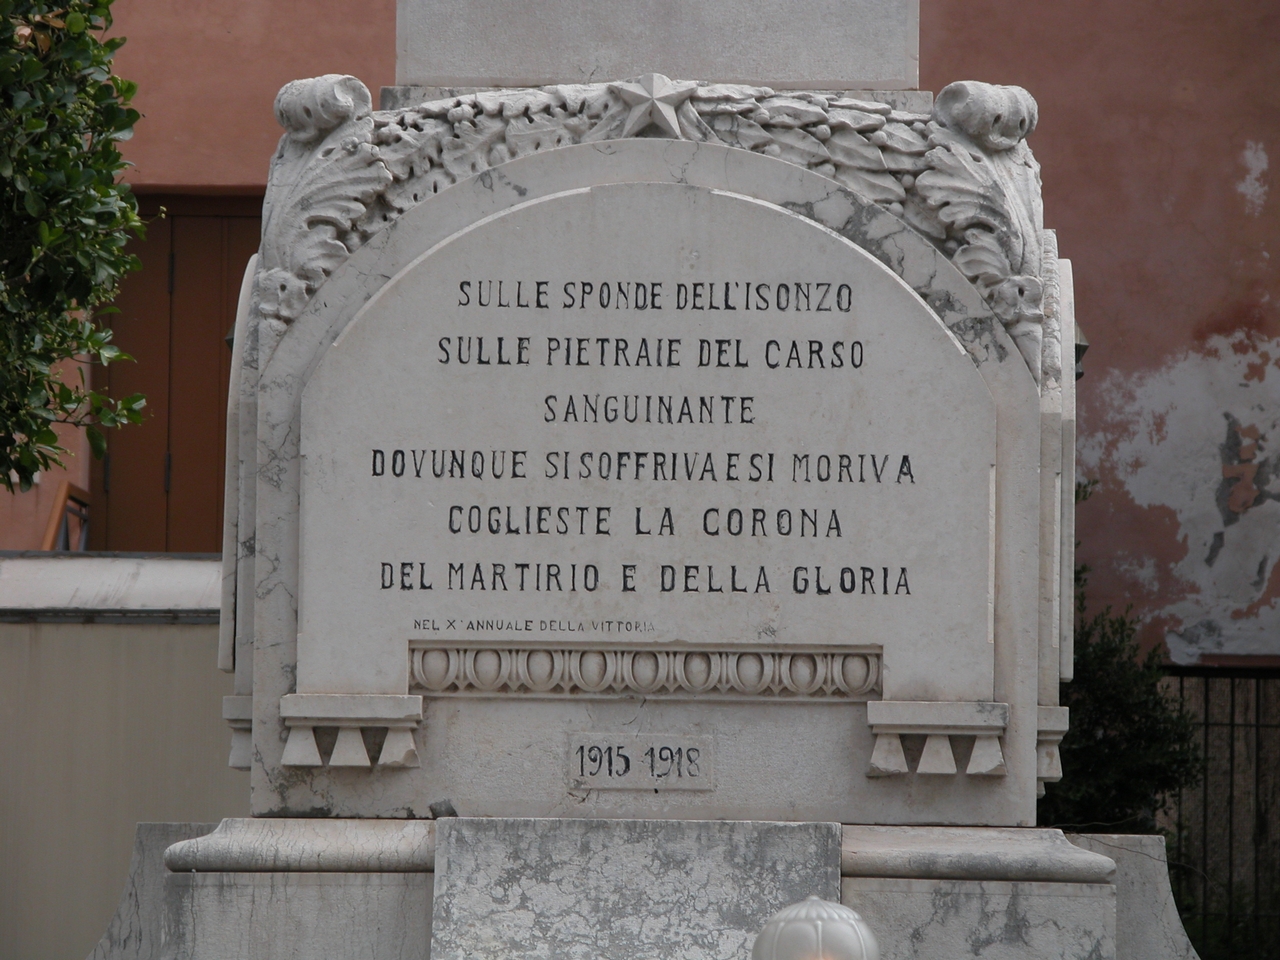 SULLE SPONDE DELL'ISONZO
SULLE PIETRAIE DEL CARSO
SANGUINANTE
DOVUNQUE SI SOFFRIVA E SI MORIVA
COGLIESTE LA CORONA
DEL MARTIRIO E DELLA GLORIA
NEL X° ANNUALE DELLA VITTORIA
1915 1918